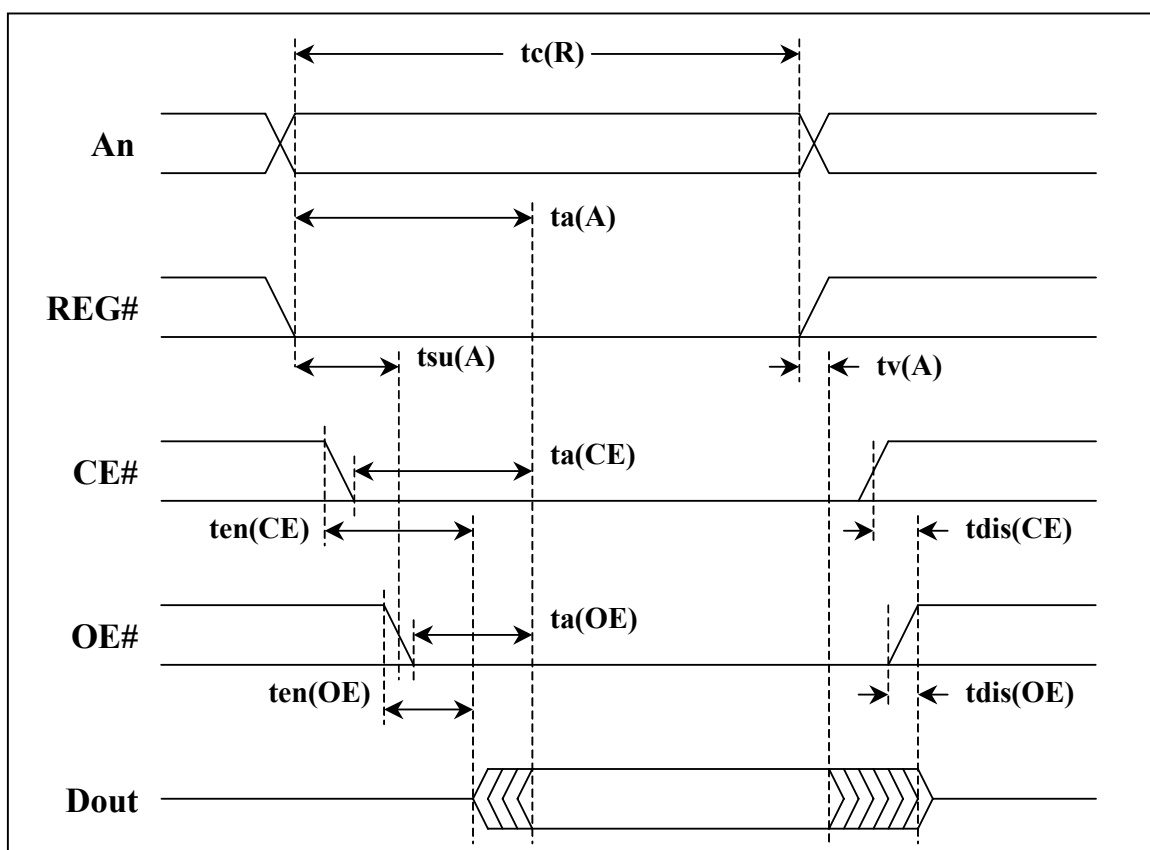 tc(R)
An
ta(A)
REG#
tsu(A)
tv(A)
CE#
ta(CE)
ten(CE)
tdis(CE)
OE#
ta(OE)
ten(OE)
tdis(OE)
Dout